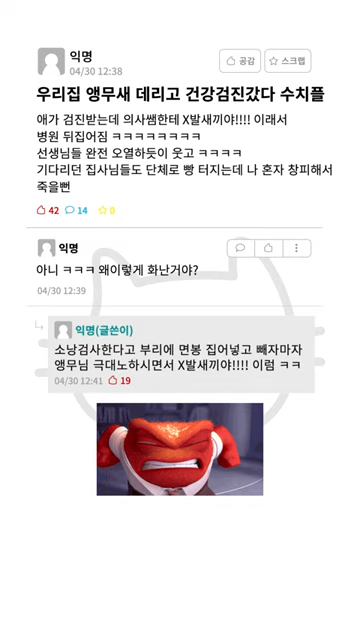 익명
04/30 12:38
공감
스크랩
우리집 앵무새 데리고 건강검진갔다 수치플
애가 검진받는데 의사쌤한테 X발새끼야!!!! 이래서
병원 뒤집어짐 ㅋㅋㅋㅋㅋㅋㅋㅋ
선생님들 완전 오열하듯이 웃고 ㅋㅋㅋㅋ
기다리던 집사님들도 단체로 빵 터지는데 나 혼자 창피해서
죽을뻔
42 14 0
익명
아니 ㅋㅋㅋ 왜이렇게 화난거야?
04/30 12:39
익명(글쓴이)
소낭검사한다고 부리에 면봉 집어넣고 빼자마자
앵무님 극대노하시면서 X발새끼야!!!! 이럼 ㅋㅋ
04/30 12:41 19